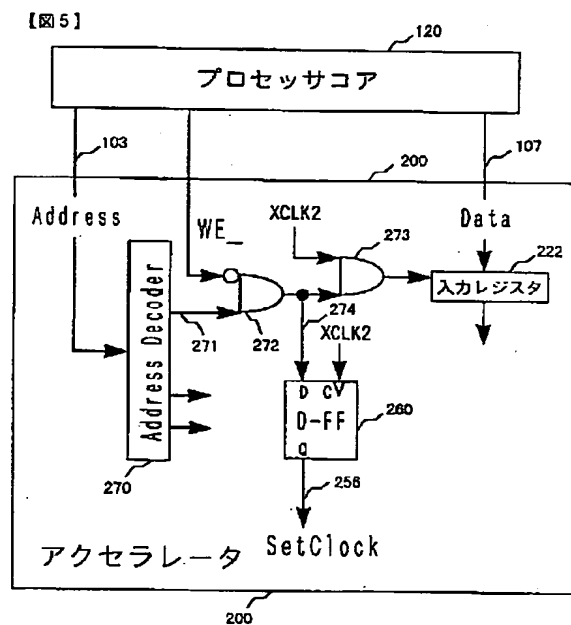 【図5】
120
プロセッサコア
103
107
200
Address
WE_
XCLK2
Data
273
222
入力レジスタ
Address Decoder
271
272
274
XCLK2
D C
D-FF
Q
260
270
256
アクセラレータ
SetClock
200